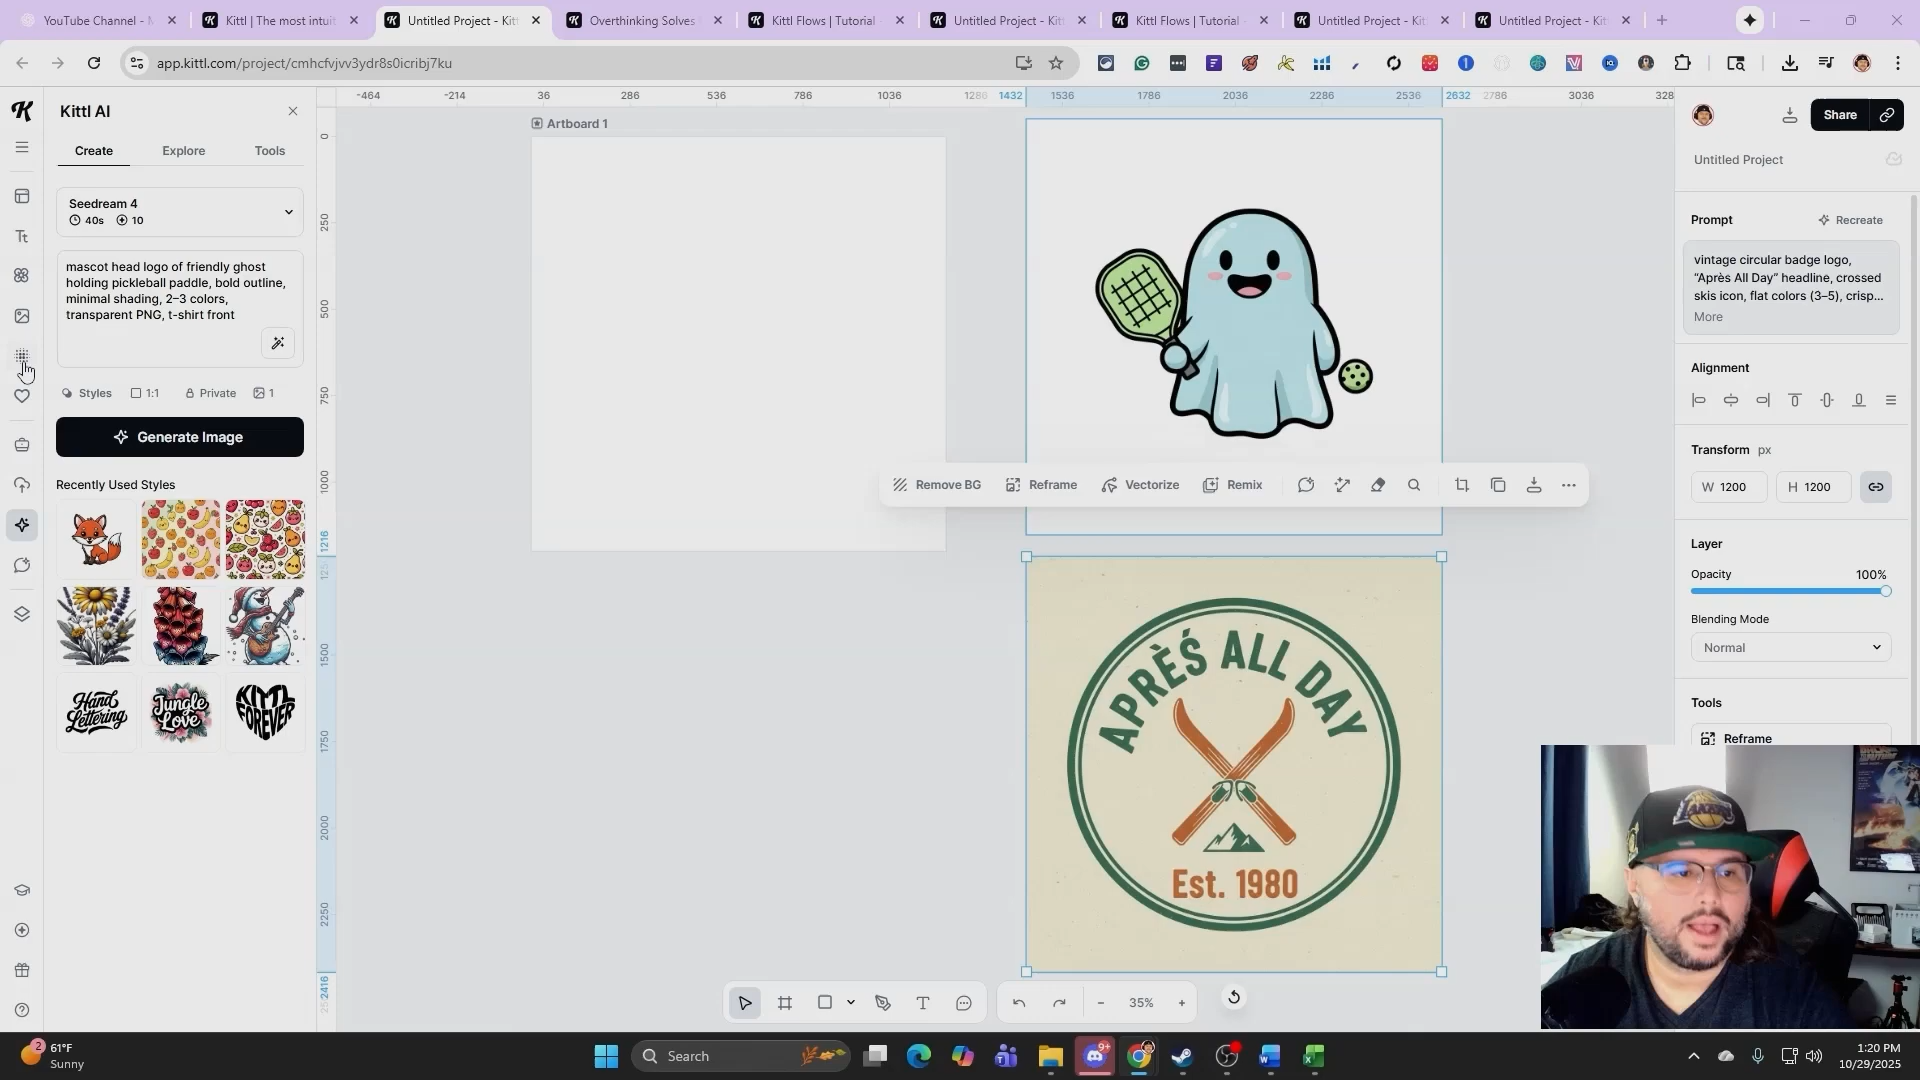 YouTube Channel - M
Kittl | The most intuit
Untitled Project - Kitt
Overthinking Solves
Kittl Flows | Tutorial
Untitled Project - Kit
Kittl Flows | Tutorial
Untitled Project - Kit
Untitled Project - Kit
app.kittl.com/project/cmhcfvjvv3ydr8s0icribj7ku
Kittl AI
Create
Explore
Tools
Seedream 4
40s
10
mascot head logo of friendly ghost
holding pickleball paddle, bold outline,
minimal shading, 2–3 colors,
transparent PNG, t-shirt front
Styles
1:1
Private
1
Generate Image
Recently Used Styles
Hand
Lettering
Jungle
Love
KITTL
FOREVER
-464
-214
36
286
536
786
1036
1286
1432
1536
1786
2036
2286
2536
2632
2786
3036
328
0
250
500
750
1000
1216
1500
1750
2000
2250
2416
Artboard 1
Remove BG
Reframe
Vectorize
Remix
APRÈŚ ALL DAY
Est. 1980
35%
Share
Untitled Project
Prompt
Recreate
vintage circular badge logo,
“Après All Day” headline, crossed
skis icon, flat colors (3–5), crisp...
More
Alignment
Transform px
W 1200
H 1200
Layer
Opacity
100%
Blending Mode
Normal
Tools
Reframe
2
61°F
Sunny
Search
9+
1:20 PM
10/29/2025